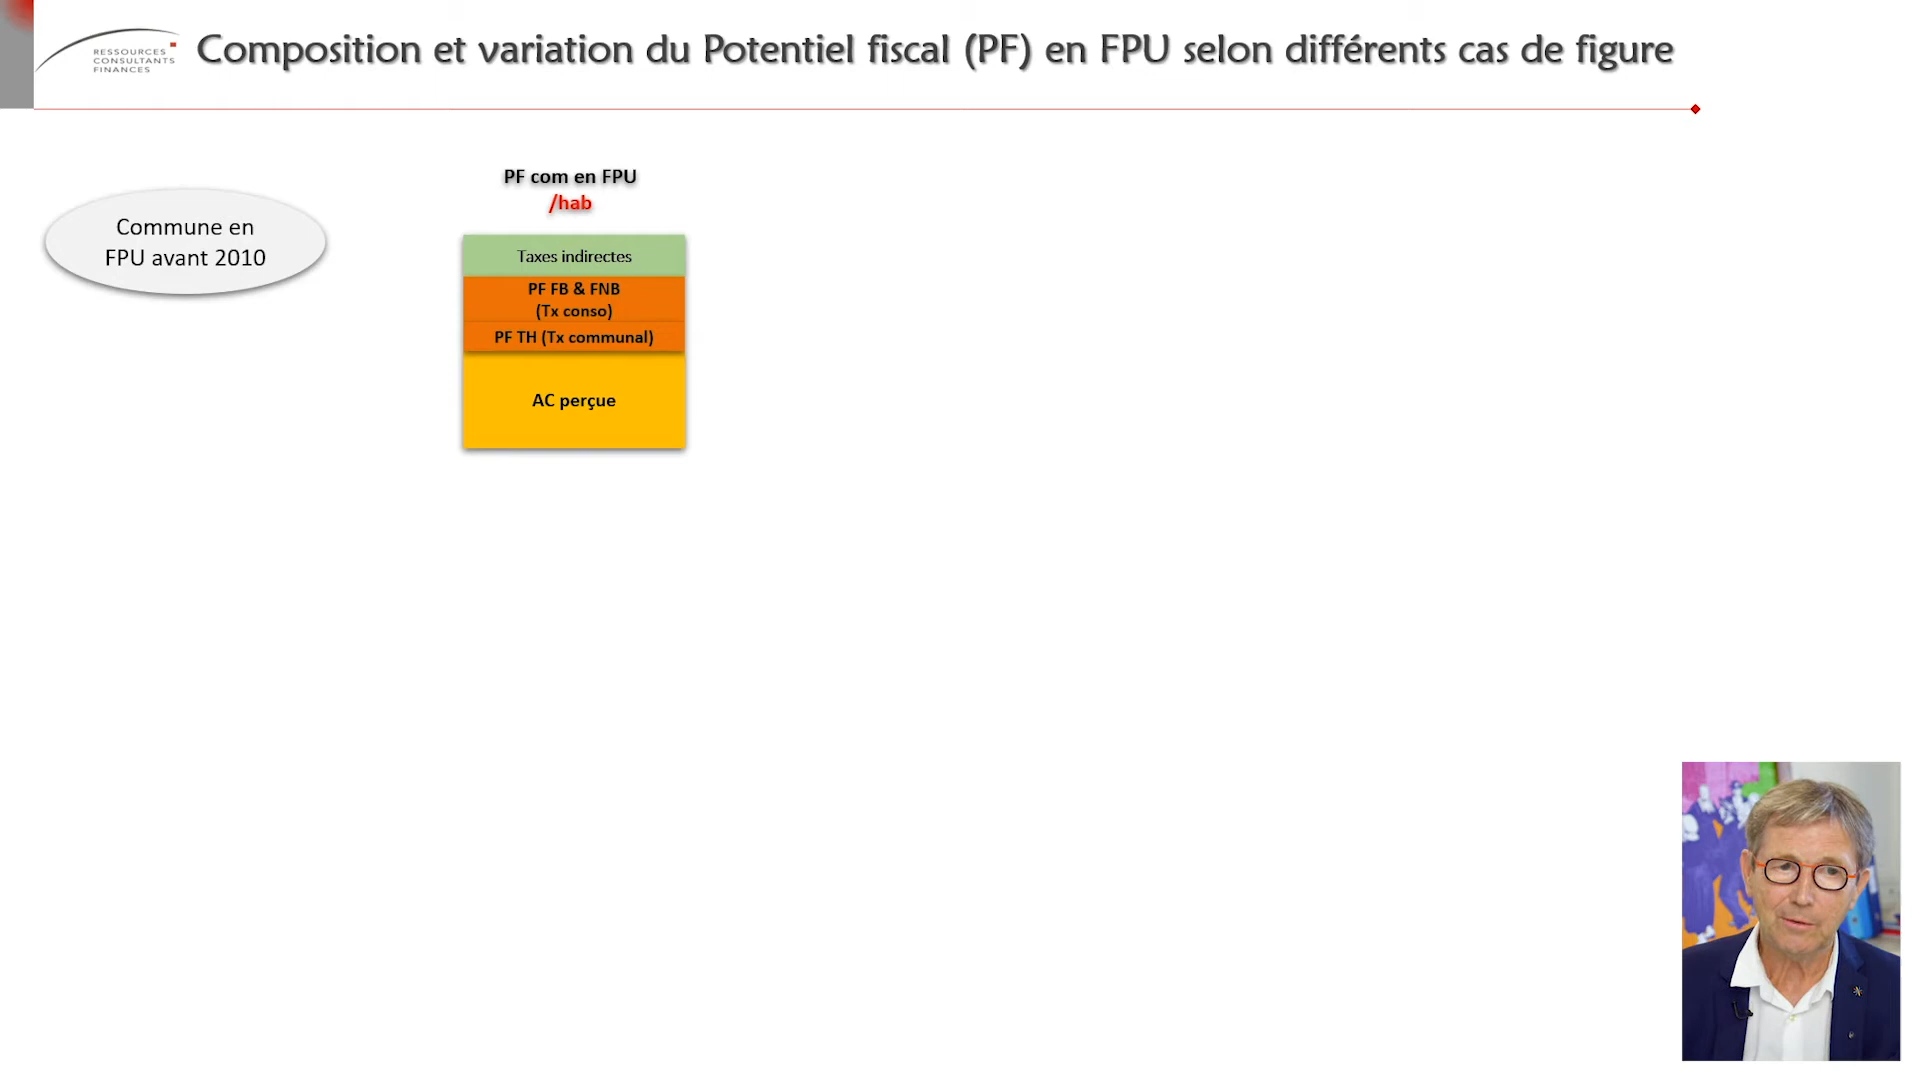 RESSOURCES
CONSULTANTS
FINANCES
Composition et variation du Potentiel fiscal (PF) en FPU selon différents cas de figure
Commune en
FPU avant 2010
PF com en FPU
/hab
Taxes indirectes
PF FB & FNB
(Tx conso)
PF TH (Tx communal)
AC perçue